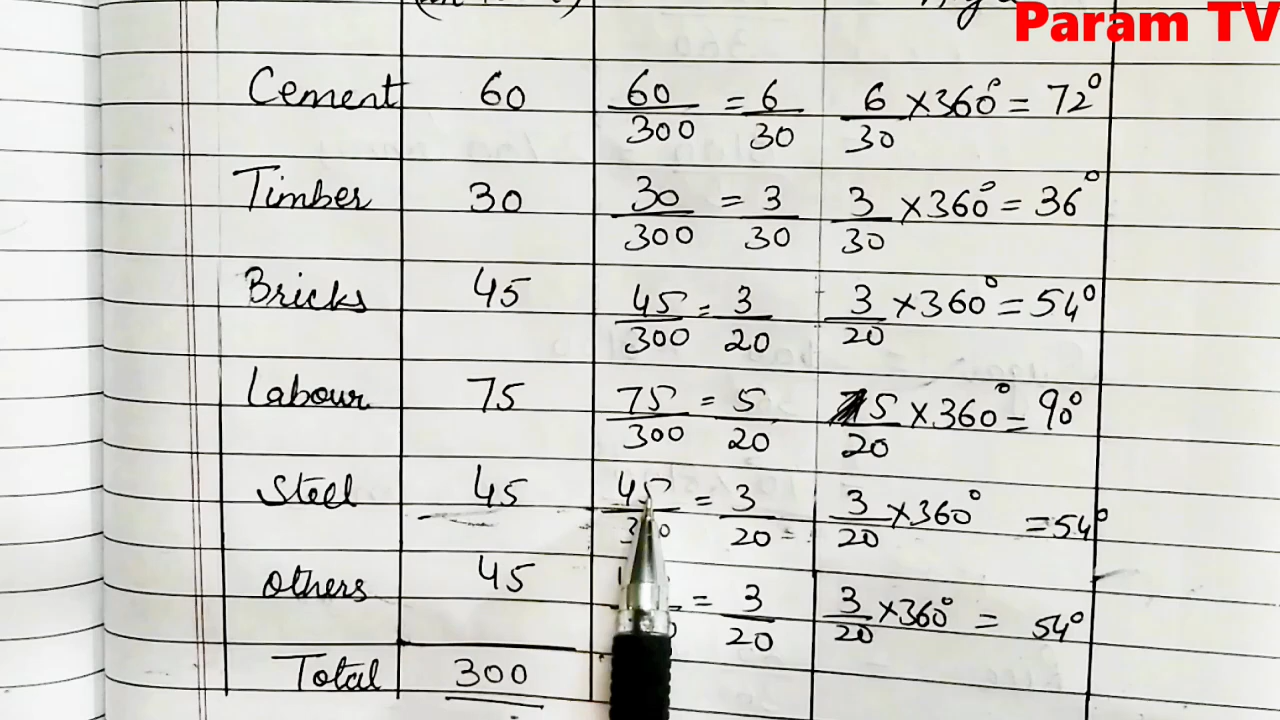 Param TV
Cement 60 60/300 = 6/30 6/30 ×360° = 72°
Timber 30 30/300 = 3/30 3/30 ×360° = 36°
Bricks 45 45/300 = 3/20 3/20 ×360° = 54°
Labour 75 75/300 = 5/20 5/20 ×360° = 90°
Steel 45 45/300 = 3/20 3/20 ×360° = 54°
Others 45 = 3/20 3/20 ×360° = 54°
Total 300